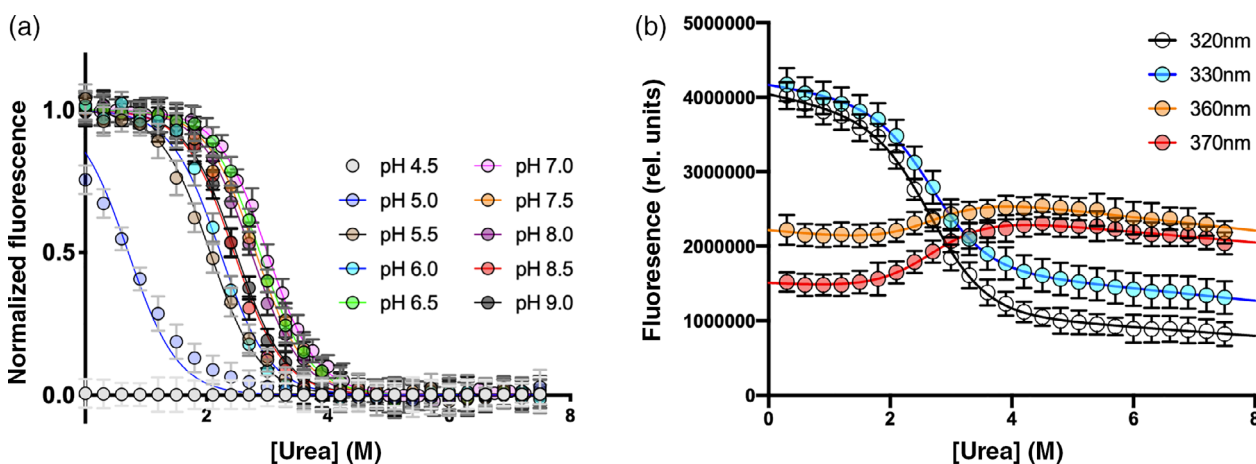 (a)
Normalized fluorescence
1.0
0.5
0.0
2
4
6
8
[Urea] (M)
pH 4.5
pH 5.0
pH 5.5
pH 6.0
pH 6.5
pH 7.0
pH 7.5
pH 8.0
pH 8.5
pH 9.0
(b)
Fluoresence (rel. units)
5000000
4000000
3000000
2000000
1000000
0
0
2
4
6
8
[Urea] (M)
320nm
330nm
360nm
370nm